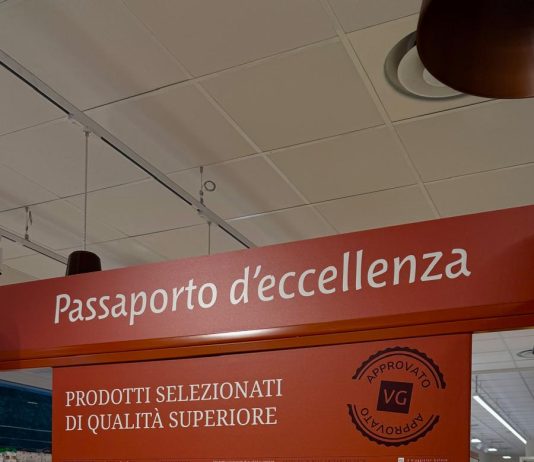 Passaporto d'eccellenza
PRODOTTI SELEZIONATI
DI QUALITÀ SUPERIORE
APPROVATO
VG
APPROVATO